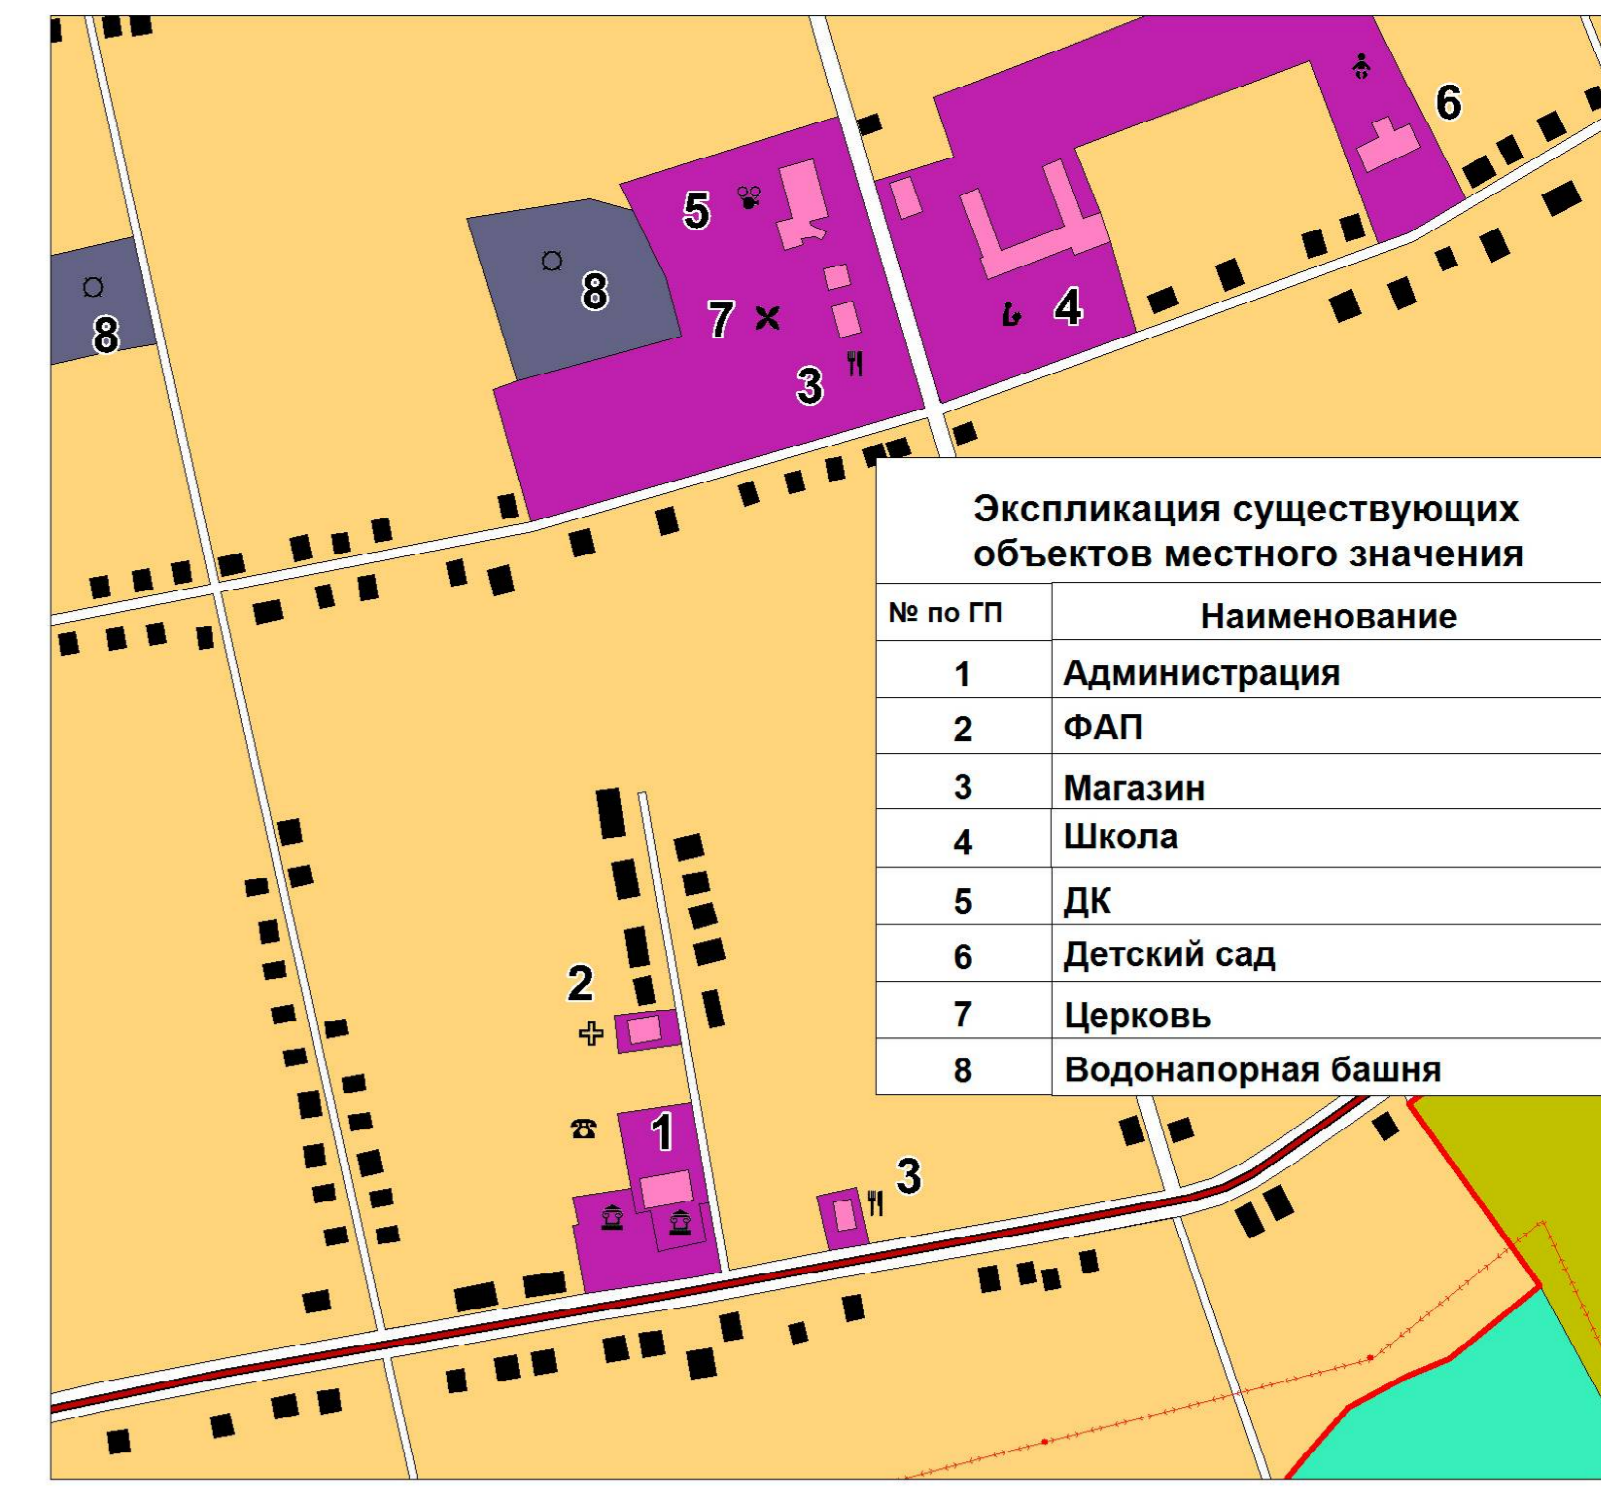 6
5
8
8
7
4
3
Экспликация существующих
объектов местного значения
№ по ГП Наименование
1 Администрация
2 ФАП
3 Магазин
4 Школа
5 ДК
6 Детский сад
7 Церковь
8 Водонапорная башня
2
1
3